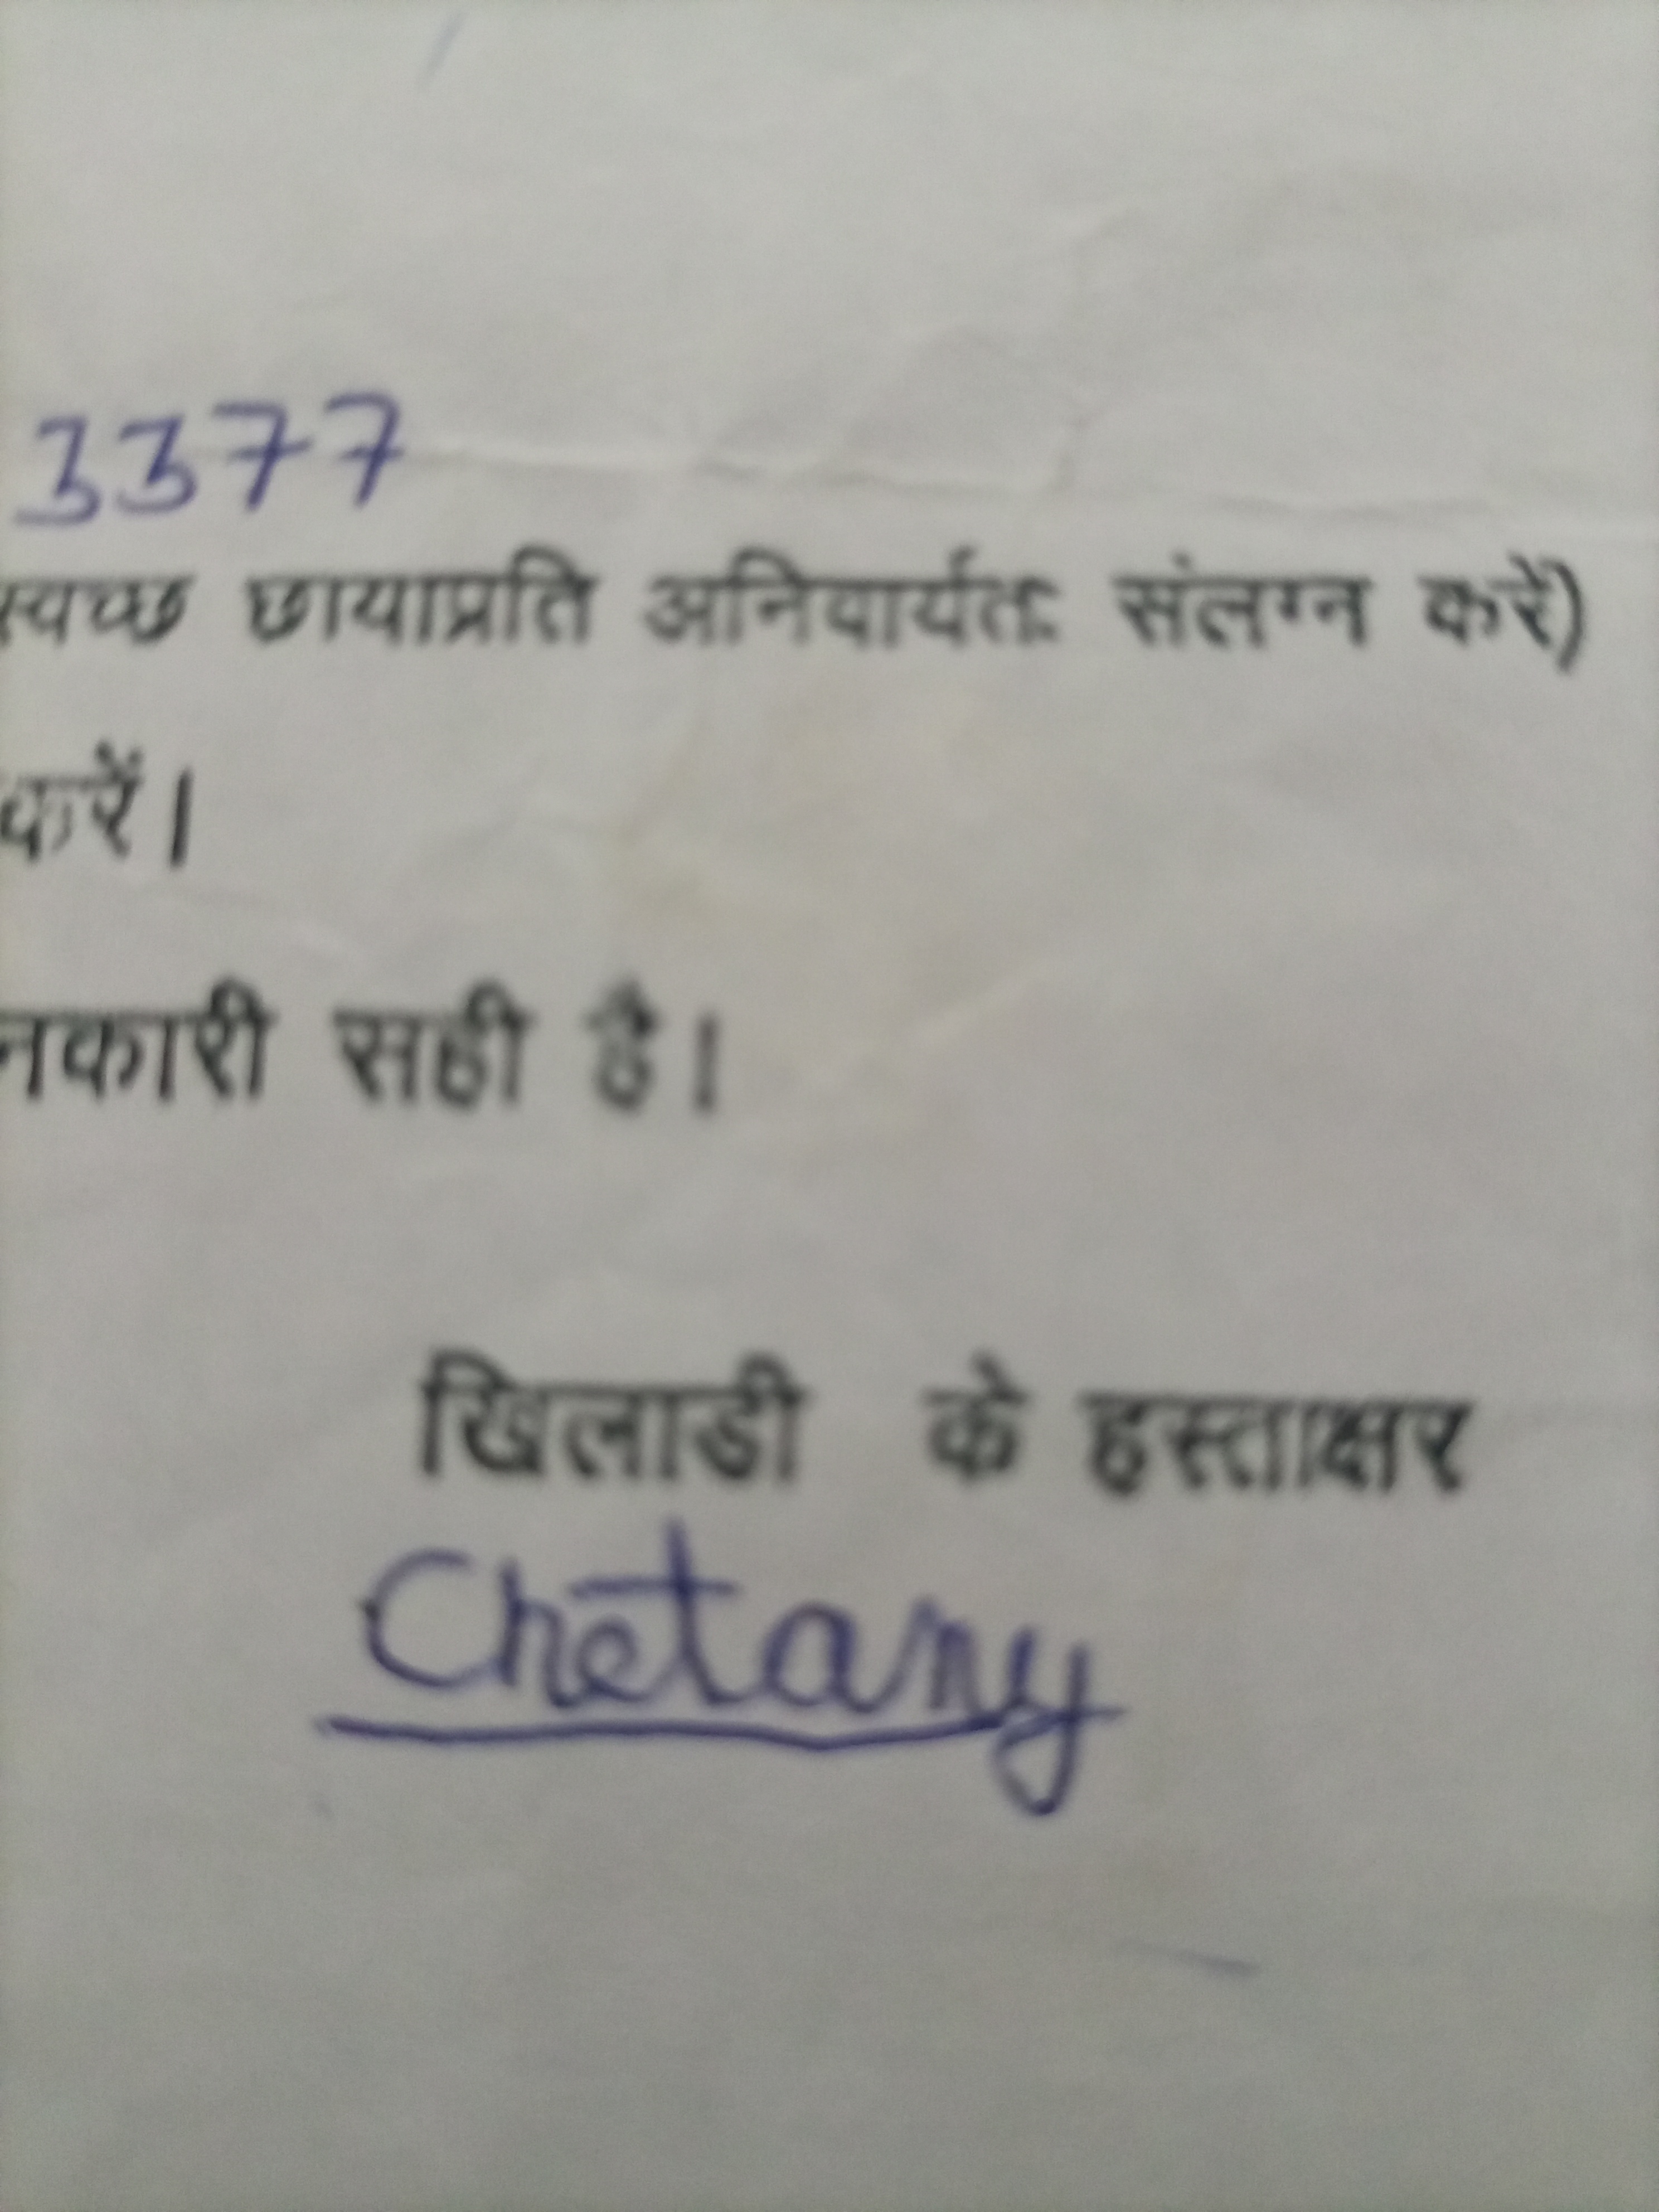 3377
स्वच्छ छायाप्रति अनिवार्यतः संलग्न करें)
करें।
नकारी सही है।
खिलाडी के हस्ताक्षर
Chetany